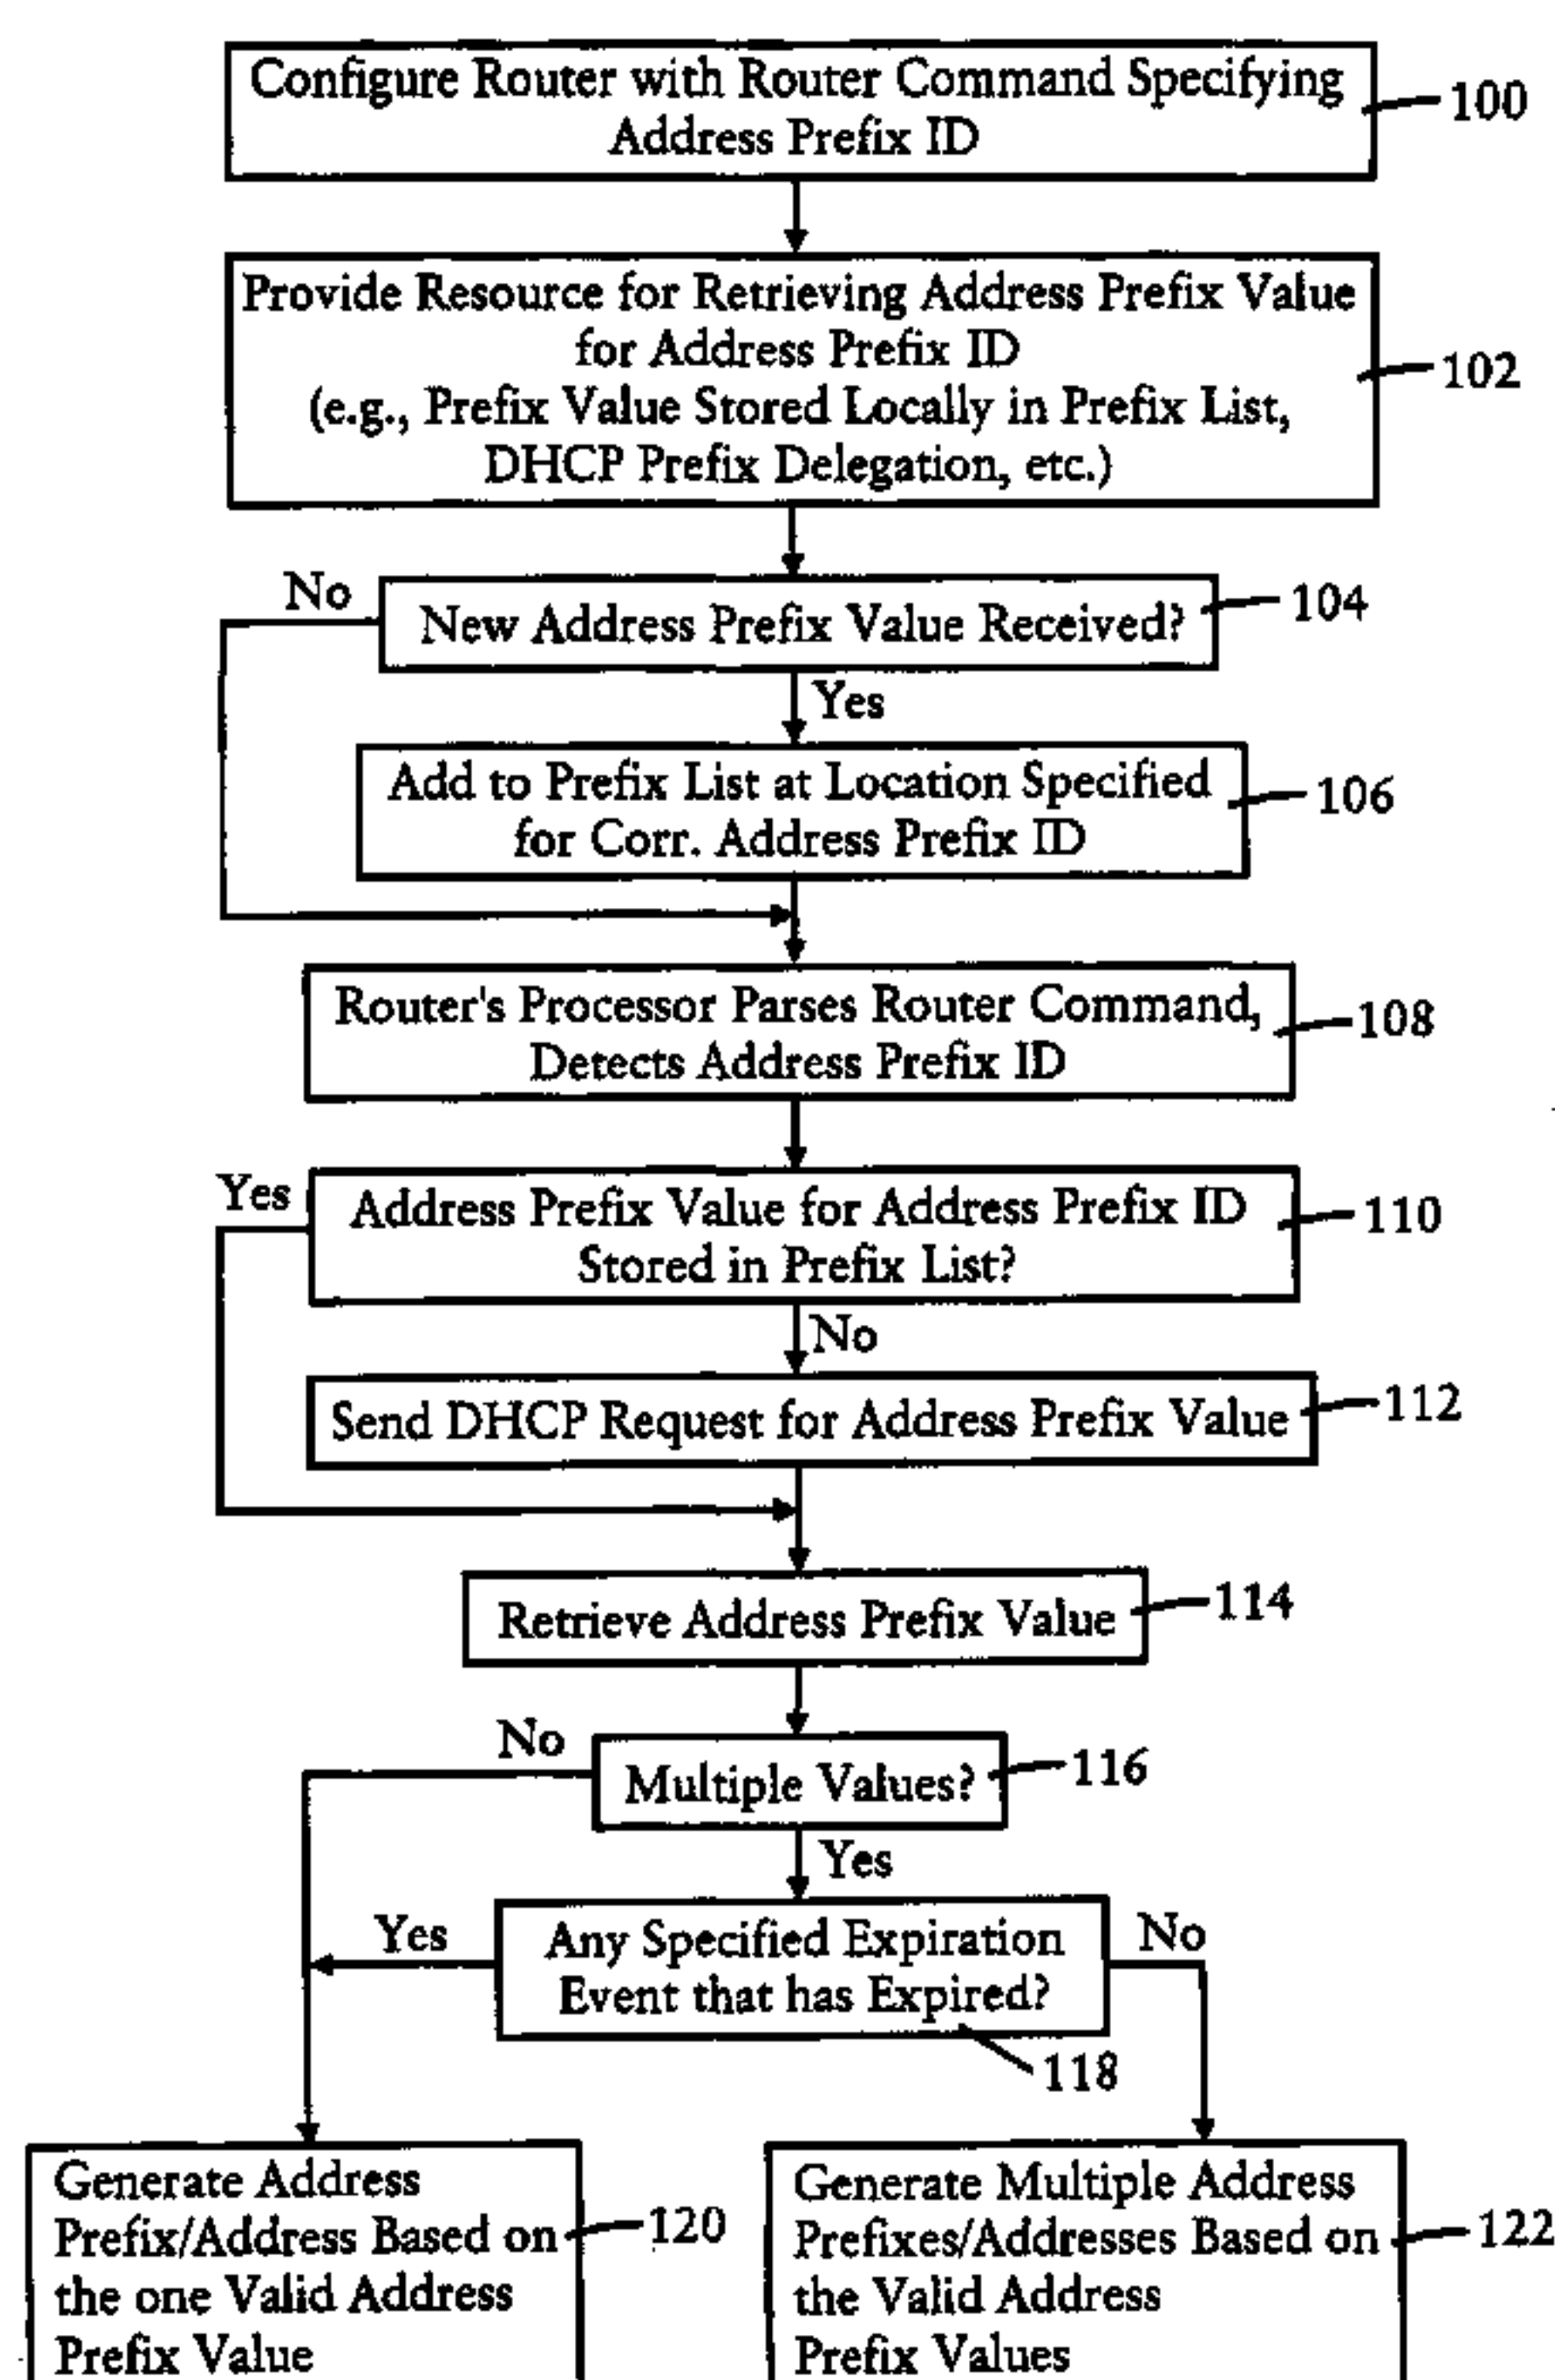 Configure Router with Router Command Specifying
Address Prefix ID
100
Provide Resource for Retrieving Address Prefix Value
for Address Prefix ID
(e.g., Prefix Value Stored Locally in Prefix List,
DHCP Prefix Delegation, etc.)
102
No
New Address Prefix Value Received?
104
Yes
Add to Prefix List at Location Specified
for Corr. Address Prefix ID
106
Router's Processor Parses Router Command,
Detects Address Prefix ID
108
Yes
Address Prefix Value for Address Prefix ID
Stored in Prefix List?
110
No
Send DHCP Request for Address Prefix Value
112
Retrieve Address Prefix Value
114
No
Multiple Values?
116
Yes
Yes
Any Specified Expiration
Event that has Expired?
No
118
Generate Address
Prefix/Address Based on
the one Valid Address
Prefix Value
120
Generate Multiple Address
Prefixes/Addresses Based on
the Valid Address
Prefix Values
122